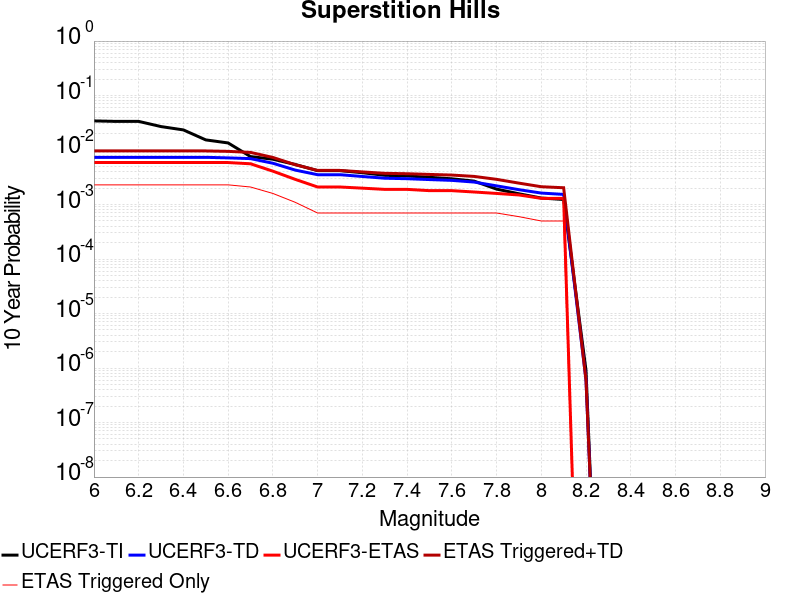 Superstition Hills
10^0
10^-1
10^-2
10^-3
10^-4
10^-5
10^-6
10^-7
10^-8
10 Year Probability
6 6.2 6.4 6.6 6.8 7 7.2 7.4 7.6 7.8 8 8.2 8.4 8.6 8.8 9
Magnitude
UCERF3-TI UCERF3-TD UCERF3-ETAS ETAS Triggered+TD
ETAS Triggered Only